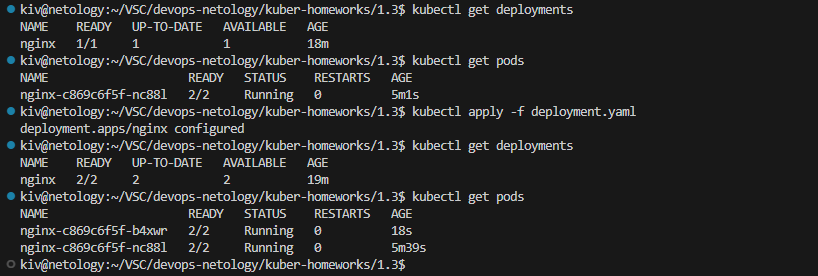 kiv@netology:~/VSC/devops-netology/kuber-homeworks/1.3$ kubectl get deployments
NAME    READY   UP-TO-DATE   AVAILABLE   AGE
nginx   1/1     1            1           18m
kiv@netology:~/VSC/devops-netology/kuber-homeworks/1.3$ kubectl get pods
NAME                     READY   STATUS    RESTARTS   AGE
nginx-c869c6f5f-nc88l   2/2     Running   0          5m1s
kiv@netology:~/VSC/devops-netology/kuber-homeworks/1.3$ kubectl apply -f deployment.yaml
deployment.apps/nginx configured
kiv@netology:~/VSC/devops-netology/kuber-homeworks/1.3$ kubectl get deployments
NAME    READY   UP-TO-DATE   AVAILABLE   AGE
nginx   2/2     2            2           19m
kiv@netology:~/VSC/devops-netology/kuber-homeworks/1.3$ kubectl get pods
NAME                     READY   STATUS    RESTARTS   AGE
nginx-c869c6f5f-b4xwr   2/2     Running   0          18s
nginx-c869c6f5f-nc88l   2/2     Running   0          5m39s
kiv@netology:~/VSC/devops-netology/kuber-homeworks/1.3$